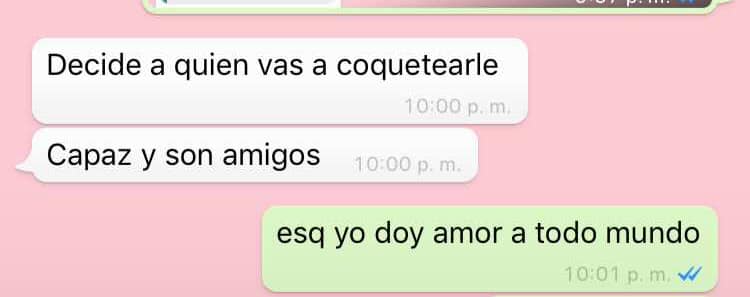 Decide a quien vas a coquetearle
10:00 p. m.
Capaz y son amigos
10:00 p. m.
esq yo doy amor a todo mundo
10:01 p. m.